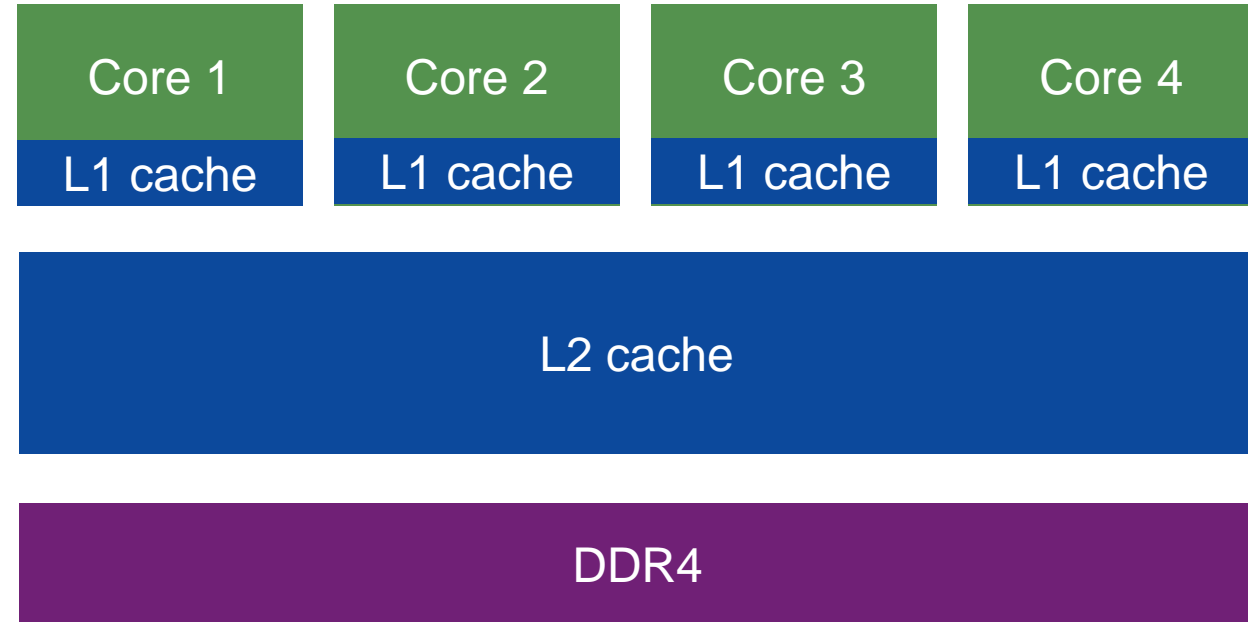 Core 1
L1 cache
Core 2
L1 cache
Core 3
L1 cache
Core 4
L1 cache
L2 cache
DDR4